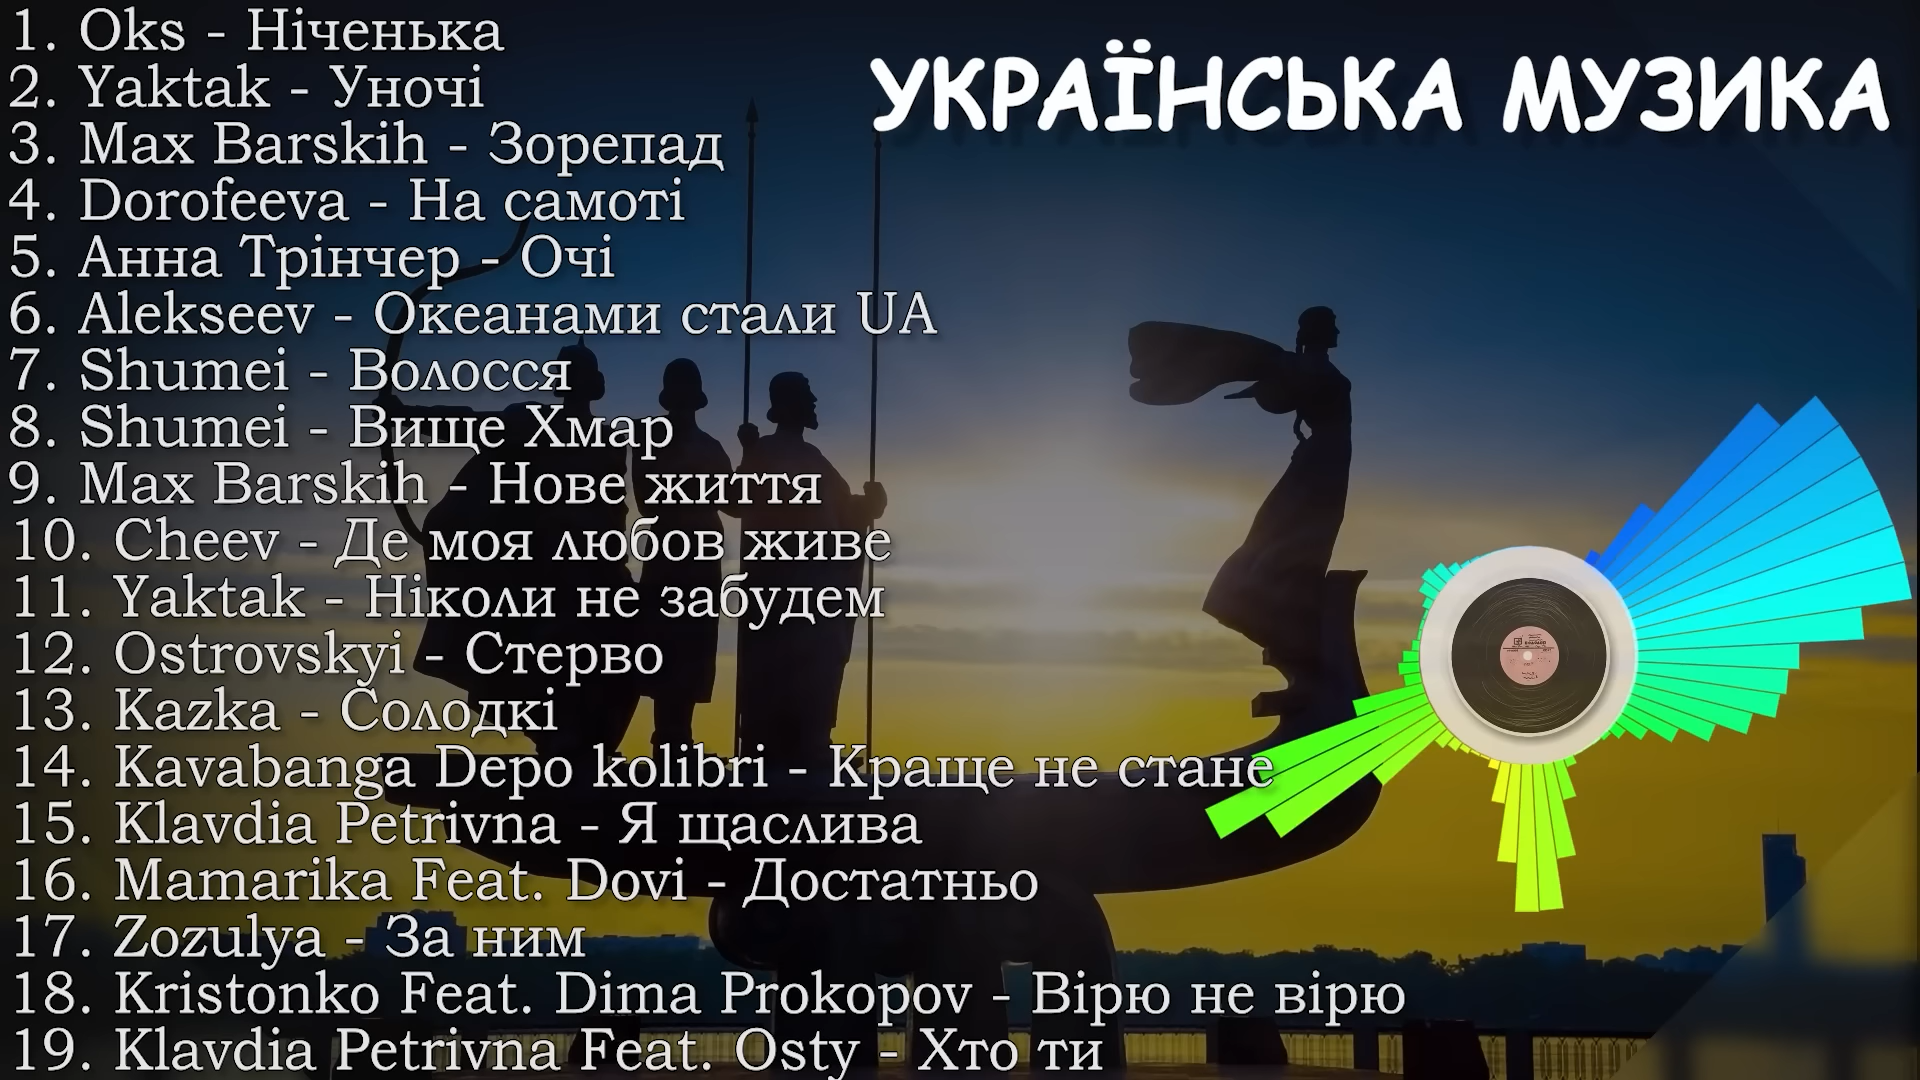 УКРАЇНСЬКА МУЗИКА
1. Oks - Ніченька
2. Yaktak - Уночі
3. Max Barskih - Зорепад
4. Dorofeeva - На самоті
5. Анна Трінчер - Очі
6. Alekseev - Океанами стали UA
7. Shumei - Волосся
8. Shumei - Вище Хмар
9. Max Barskih - Нове життя
10. Cheev - Де моя любов живе
11. Yaktak - Ніколи не забудем
12. Ostrovskyi - Стерво
13. Kazka - Солодкі
14. Kavabanga Depo kolibri - Краще не стане
15. Klavdia Petrivna - Я щаслива
16. Mamarika Feat. Dovi - Достатньо
17. Zozulya - За ним
18. Kristonko Feat. Dima Prokopov - Вірю не вірю
19. Klavdia Petrivna Feat. Osty - Хто ти